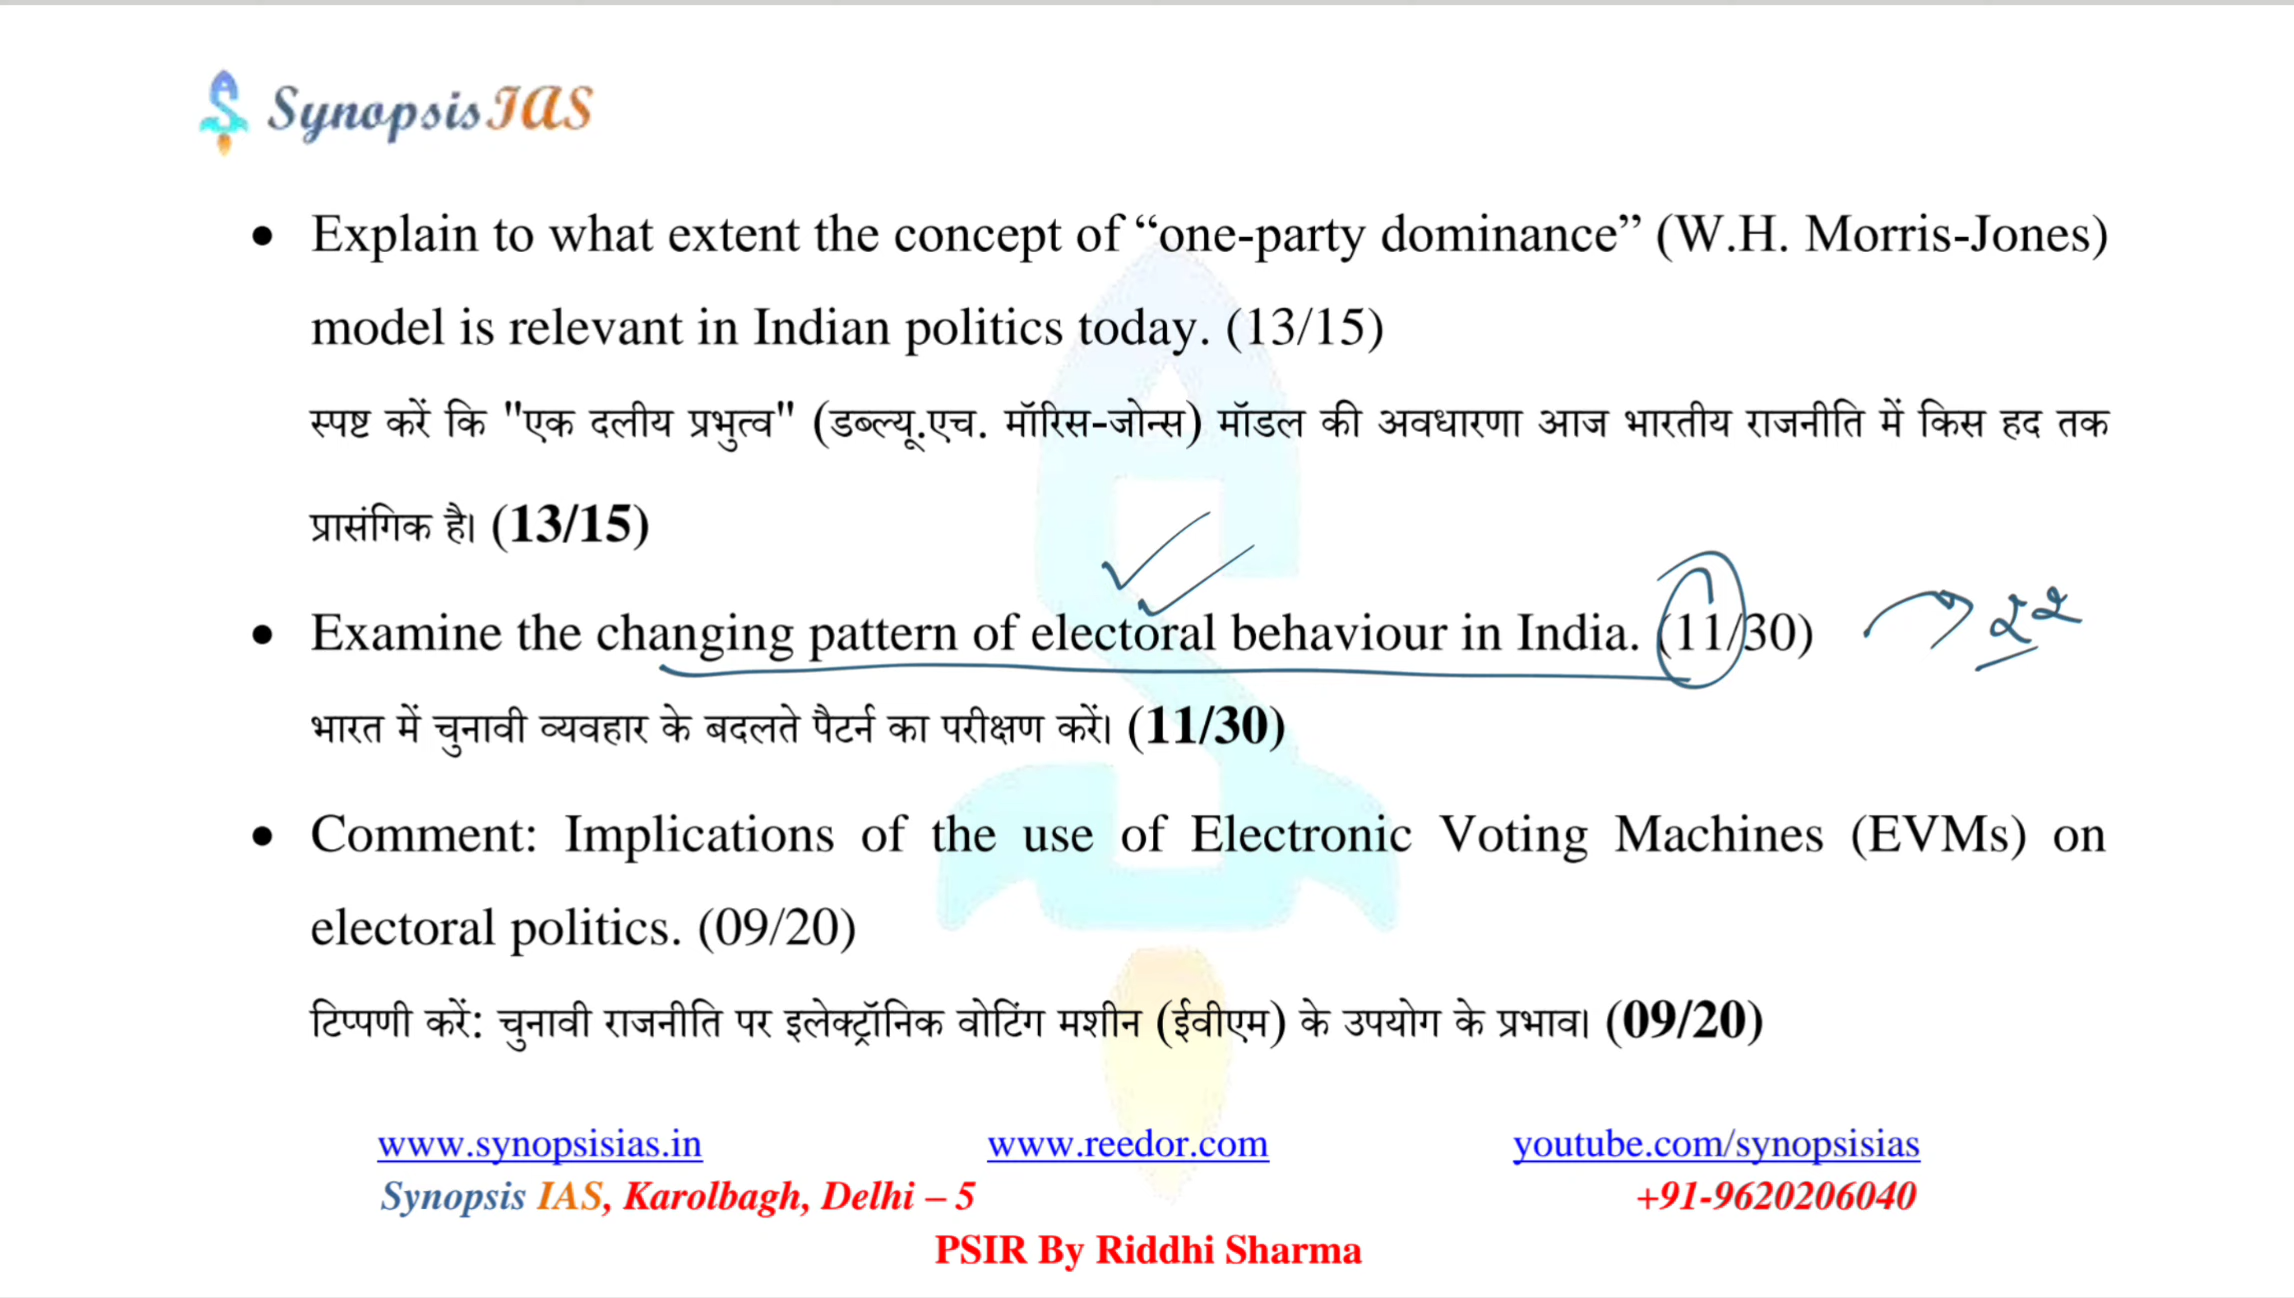 Synopsis IAS
• Explain to what extent the concept of “one-party dominance” (W.H. Morris-Jones)
model is relevant in Indian politics today. (13/15)
स्पष्ट करें कि "एक दलीय प्रभुत्व" (डब्ल्यू.एच. मॉरिस-जोन्स) मॉडल की अवधारणा आज भारतीय राजनीति में किस हद तक
प्रासंगिक है। (13/15)
• Examine the changing pattern of electoral behaviour in India. (11/30)
भारत में चुनावी व्यवहार के बदलते पैटर्न का परीक्षण करें। (11/30)
• Comment: Implications of the use of Electronic Voting Machines (EVMs) on
electoral politics. (09/20)
टिप्पणी करें: चुनावी राजनीति पर इलेक्ट्रॉनिक वोटिंग मशीन (ईवीएम) के उपयोग के प्रभाव। (09/20)
www.synopsisias.in www.reedor.com youtube.com/synopsisias
Synopsis IAS, Karolbagh, Delhi – 5 +91-9620206040
PSIR By Riddhi Sharma